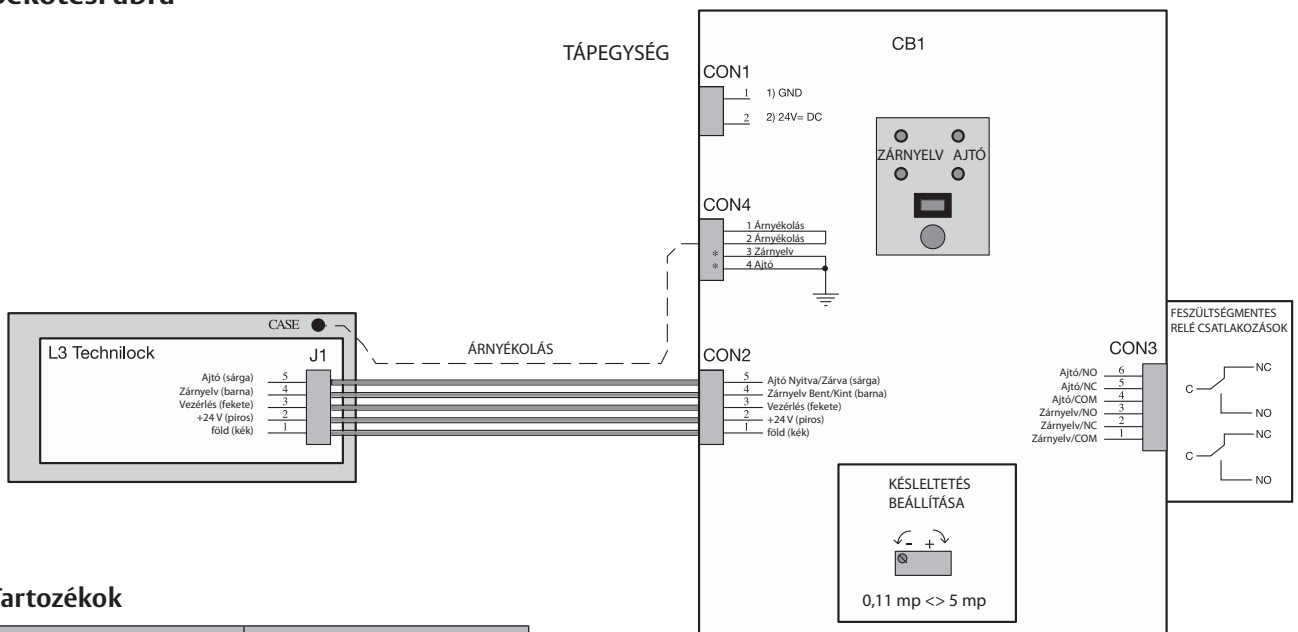 Bekötési ábra
TÁPEGYSÉG
CB1
CON1
1 1) GND
2 2) 24V= DC
ZÁRNYELV AJTÓ
CON4
1 Árnyékolás
2 Árnyékolás
* 3 Zárnyelv
* 4 Ajtó
CASE
ÁRNYÉKOLÁS
L3 Technilock
J1
Ajtó (sárga) 5
Zárnyelv (barna) 4
Vezérlés (fekete) 3
+24 V (piros) 2
föld (kék) 1
CON2
5 Ajtó Nyitva/Zárva (sárga)
4 Zárnyelv Bent/Kint (barna)
3 Vezérlés (fekete)
2 +24 V (piros)
1 föld (kék)
CON3
Ajtó/NO 6
Ajtó/NC 5
Ajtó/COM 4
Zárnyelv/NO 3
Zárnyelv/NC 2
Zárnyelv/COM 1
FESZÜLTSÉGMENTES
RELÉ CSATLAKOZÁSOK
NC
C
NO
NC
C
NO
KÉSLELTETÉS
BEÁLLÍTÁSA
- +
0,11 mp <> 5 mp
Tartozékok